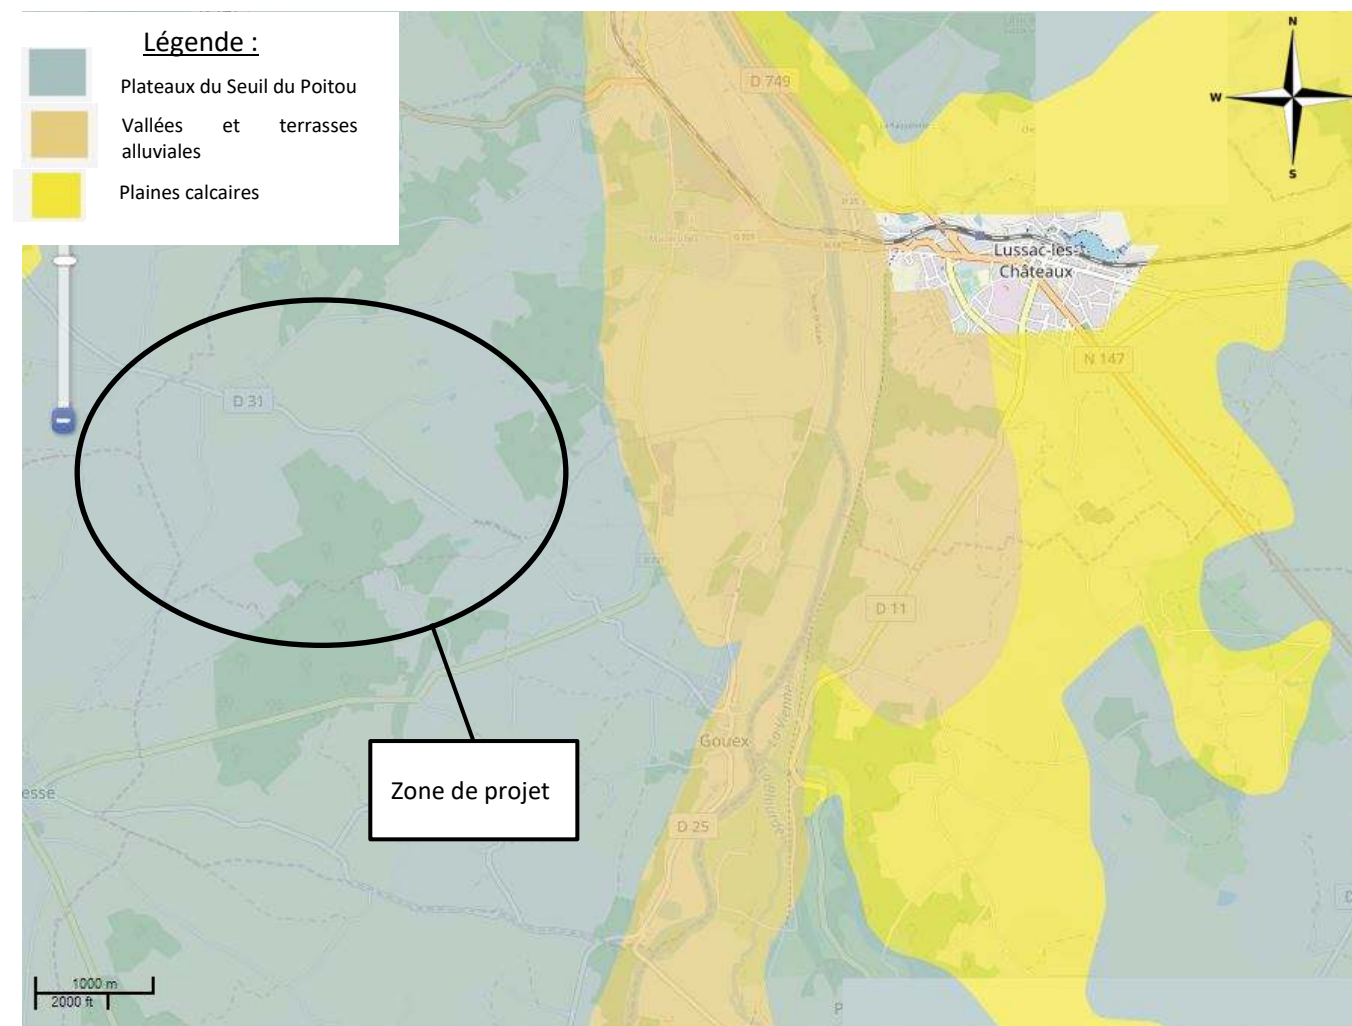 Légende :
Plateaux du Seuil du Poitou
Vallées et terrasses
alluviales
Plaines calcaires
N
W
S
D 749
D 25
Lussac-les-
Châteaux
N 147
D 31
D 11
La Vienne
Gouex
Zone de projet
esse
D 25
D
P
1000 m
2000 ft